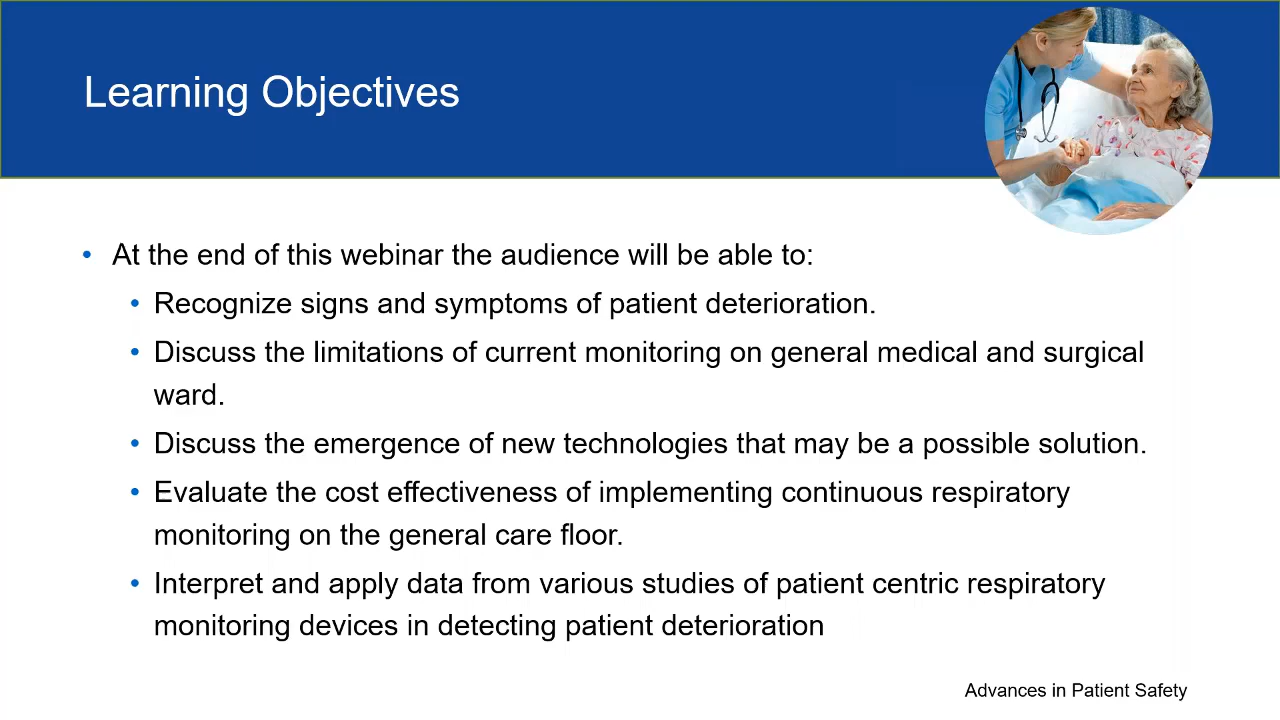 Learning Objectives
• At the end of this webinar the audience will be able to:
• Recognize signs and symptoms of patient deterioration.
• Discuss the limitations of current monitoring on general medical and surgical
ward.
• Discuss the emergence of new technologies that may be a possible solution.
• Evaluate the cost effectiveness of implementing continuous respiratory
monitoring on the general care floor.
• Interpret and apply data from various studies of patient centric respiratory
monitoring devices in detecting patient deterioration
Advances in Patient Safety